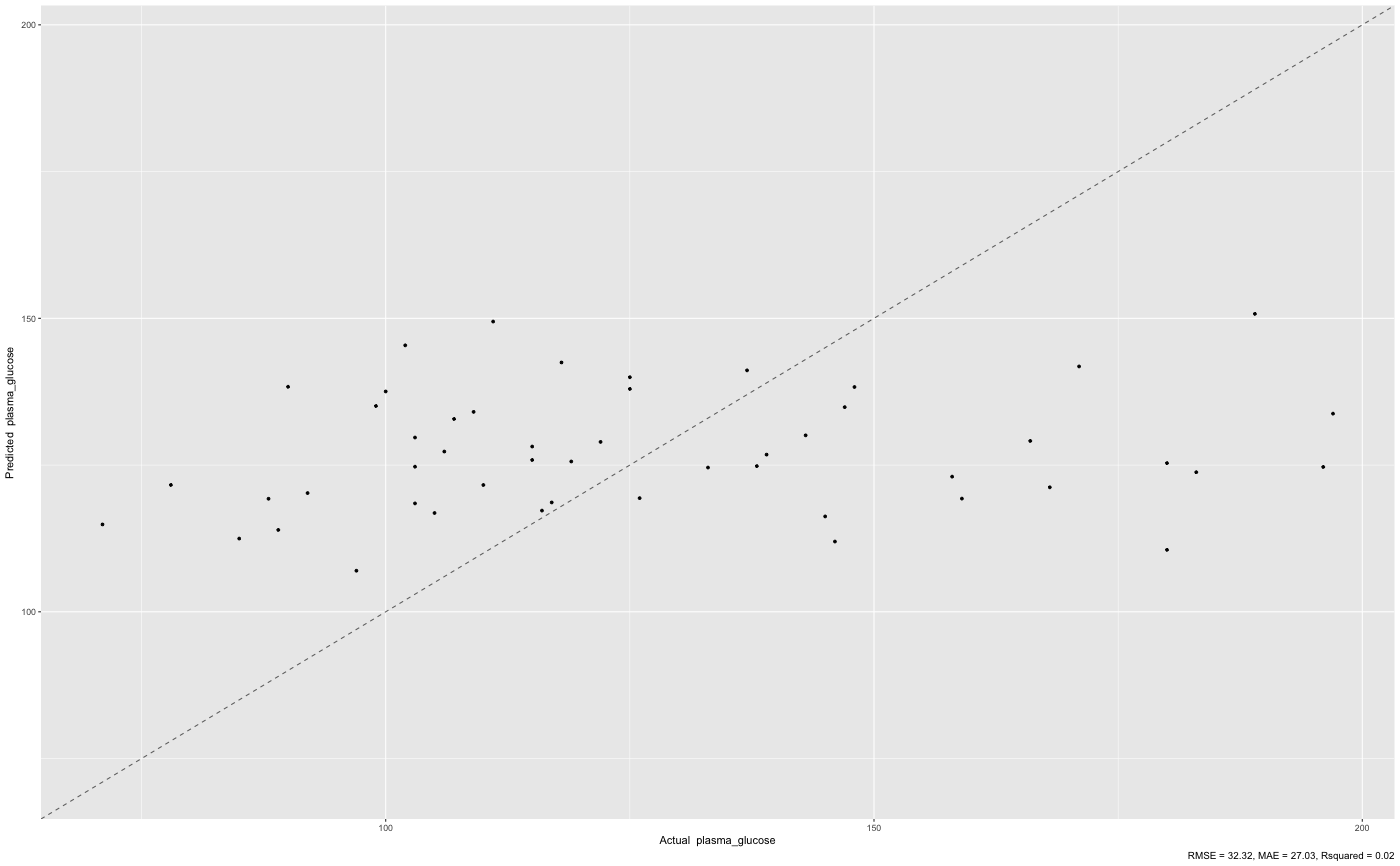 200
150
100
Predicted plasma_glucose
100
150
200
Actual plasma_glucose
RMSE = 32.32, MAE = 27.03, Rsquared = 0.02